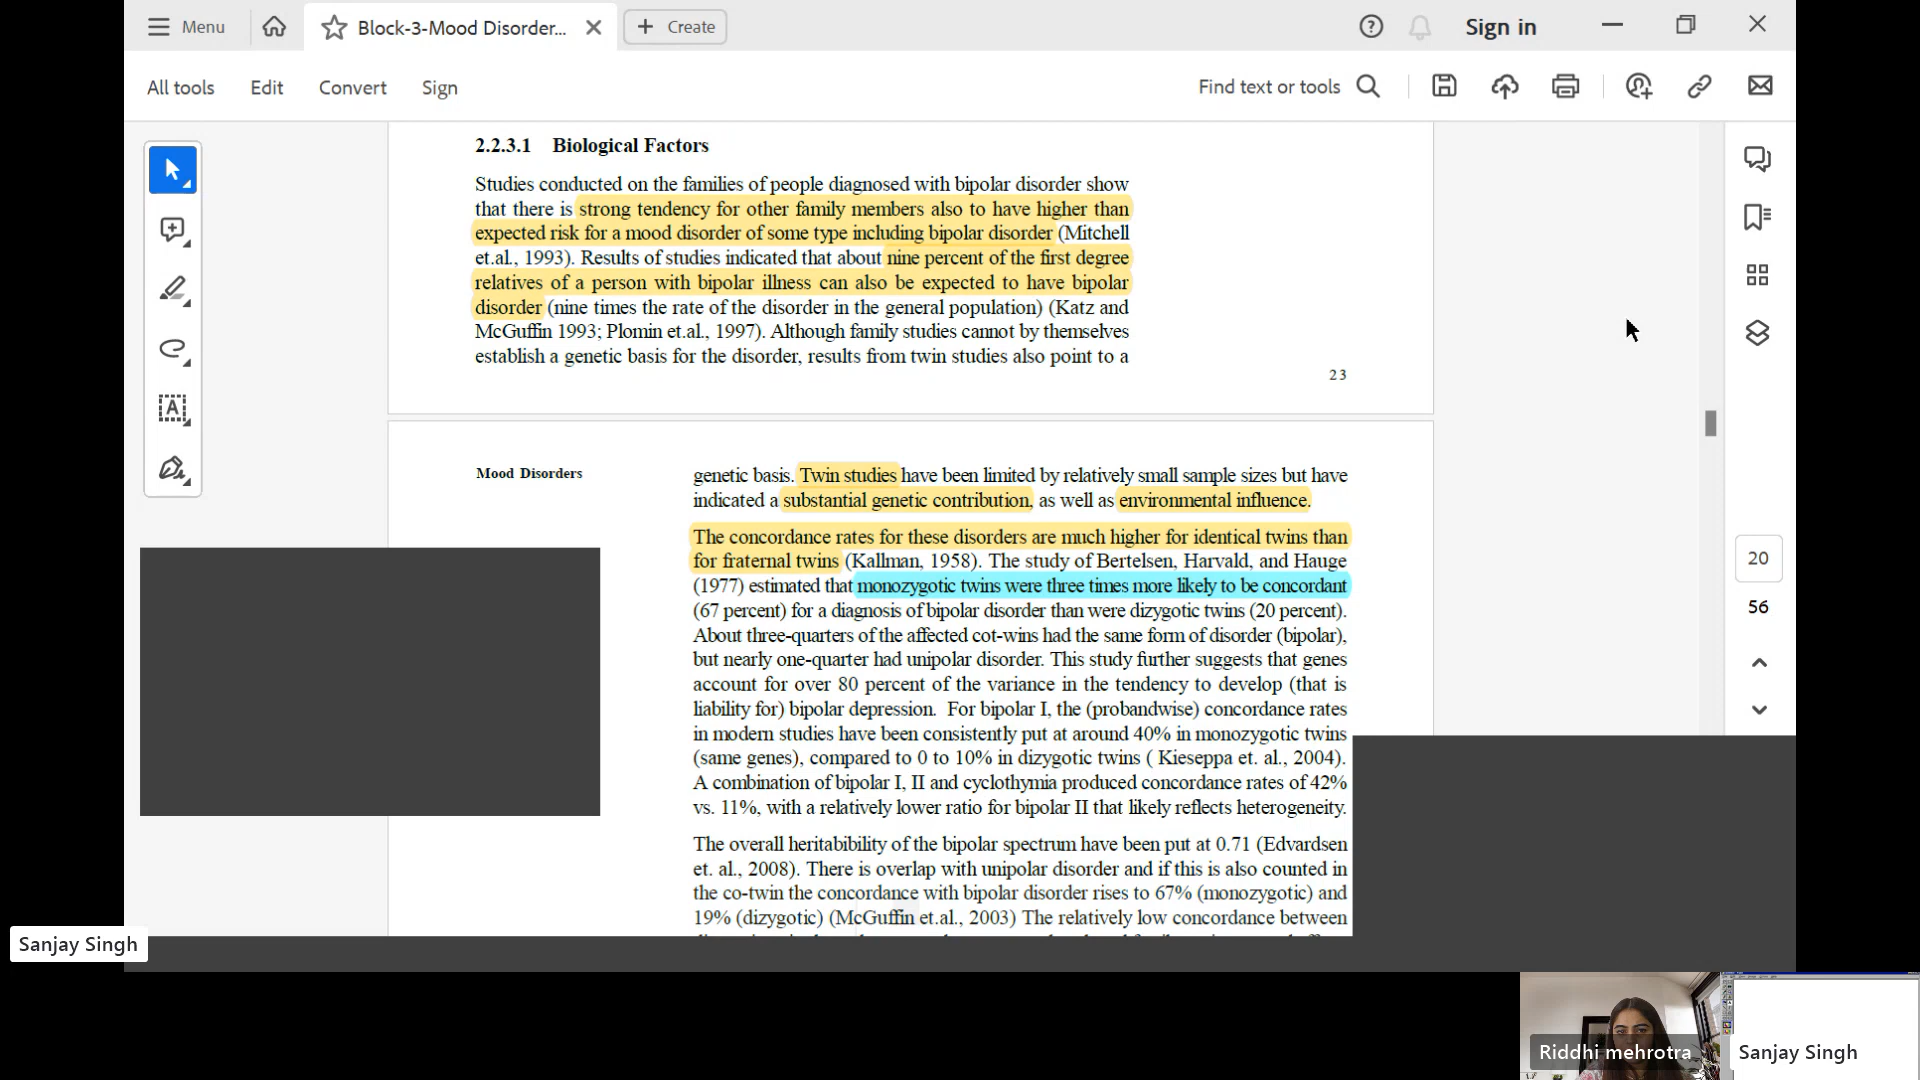 Menu
Block-3-Mood Disorder...
Create
Sign in
All tools
Edit
Convert
Sign
Find text or tools
2.2.3.1 Biological Factors
Studies conducted on the families of people diagnosed with bipolar disorder show
that there is strong tendency for other family members also to have higher than
expected risk for a mood disorder of some type including bipolar disorder (Mitchell
et.al., 1993). Results of studies indicated that about nine percent of the first degree
relatives of a person with bipolar illness can also be expected to have bipolar
disorder (nine times the rate of the disorder in the general population) (Katz and
McGuffin 1993; Plomin et.al., 1997). Although family studies cannot by themselves
establish a genetic basis for the disorder, results from twin studies also point to a
23
Mood Disorders
genetic basis. Twin studies have been limited by relatively small sample sizes but have
indicated a substantial genetic contribution, as well as environmental influence.
The concordance rates for these disorders are much higher for identical twins than
for fraternal twins (Kallman, 1958). The study of Bertelsen, Harvald, and Hauge
(1977) estimated that monozygotic twins were three times more likely to be concordant
(67 percent) for a diagnosis of bipolar disorder than were dizygotic twins (20 percent).
About three-quarters of the affected cot-wins had the same form of disorder (bipolar),
but nearly one-quarter had unipolar disorder. This study further suggests that genes
account for over 80 percent of the variance in the tendency to develop (that is
liability for) bipolar depression. For bipolar I, the (probandwise) concordance rates
in modern studies have been consistently put at around 40% in monozygotic twins
(same genes), compared to 0 to 10% in dizygotic twins ( Kieseppa et. al., 2004).
A combination of bipolar I, II and cyclothymia produced concordance rates of 42%
vs. 11%, with a relatively lower ratio for bipolar II that likely reflects heterogeneity.
The overall heritabibility of the bipolar spectrum have been put at 0.71 (Edvardsen
et. al., 2008). There is overlap with unipolar disorder and if this is also counted in
the co-twin the concordance with bipolar disorder rises to 67% (monozygotic) and
19% (dizygotic) (McGuffin et.al., 2003) The relatively low concordance between
20
56
Sanjay Singh
Riddhi mehrotra
Sanjay Singh